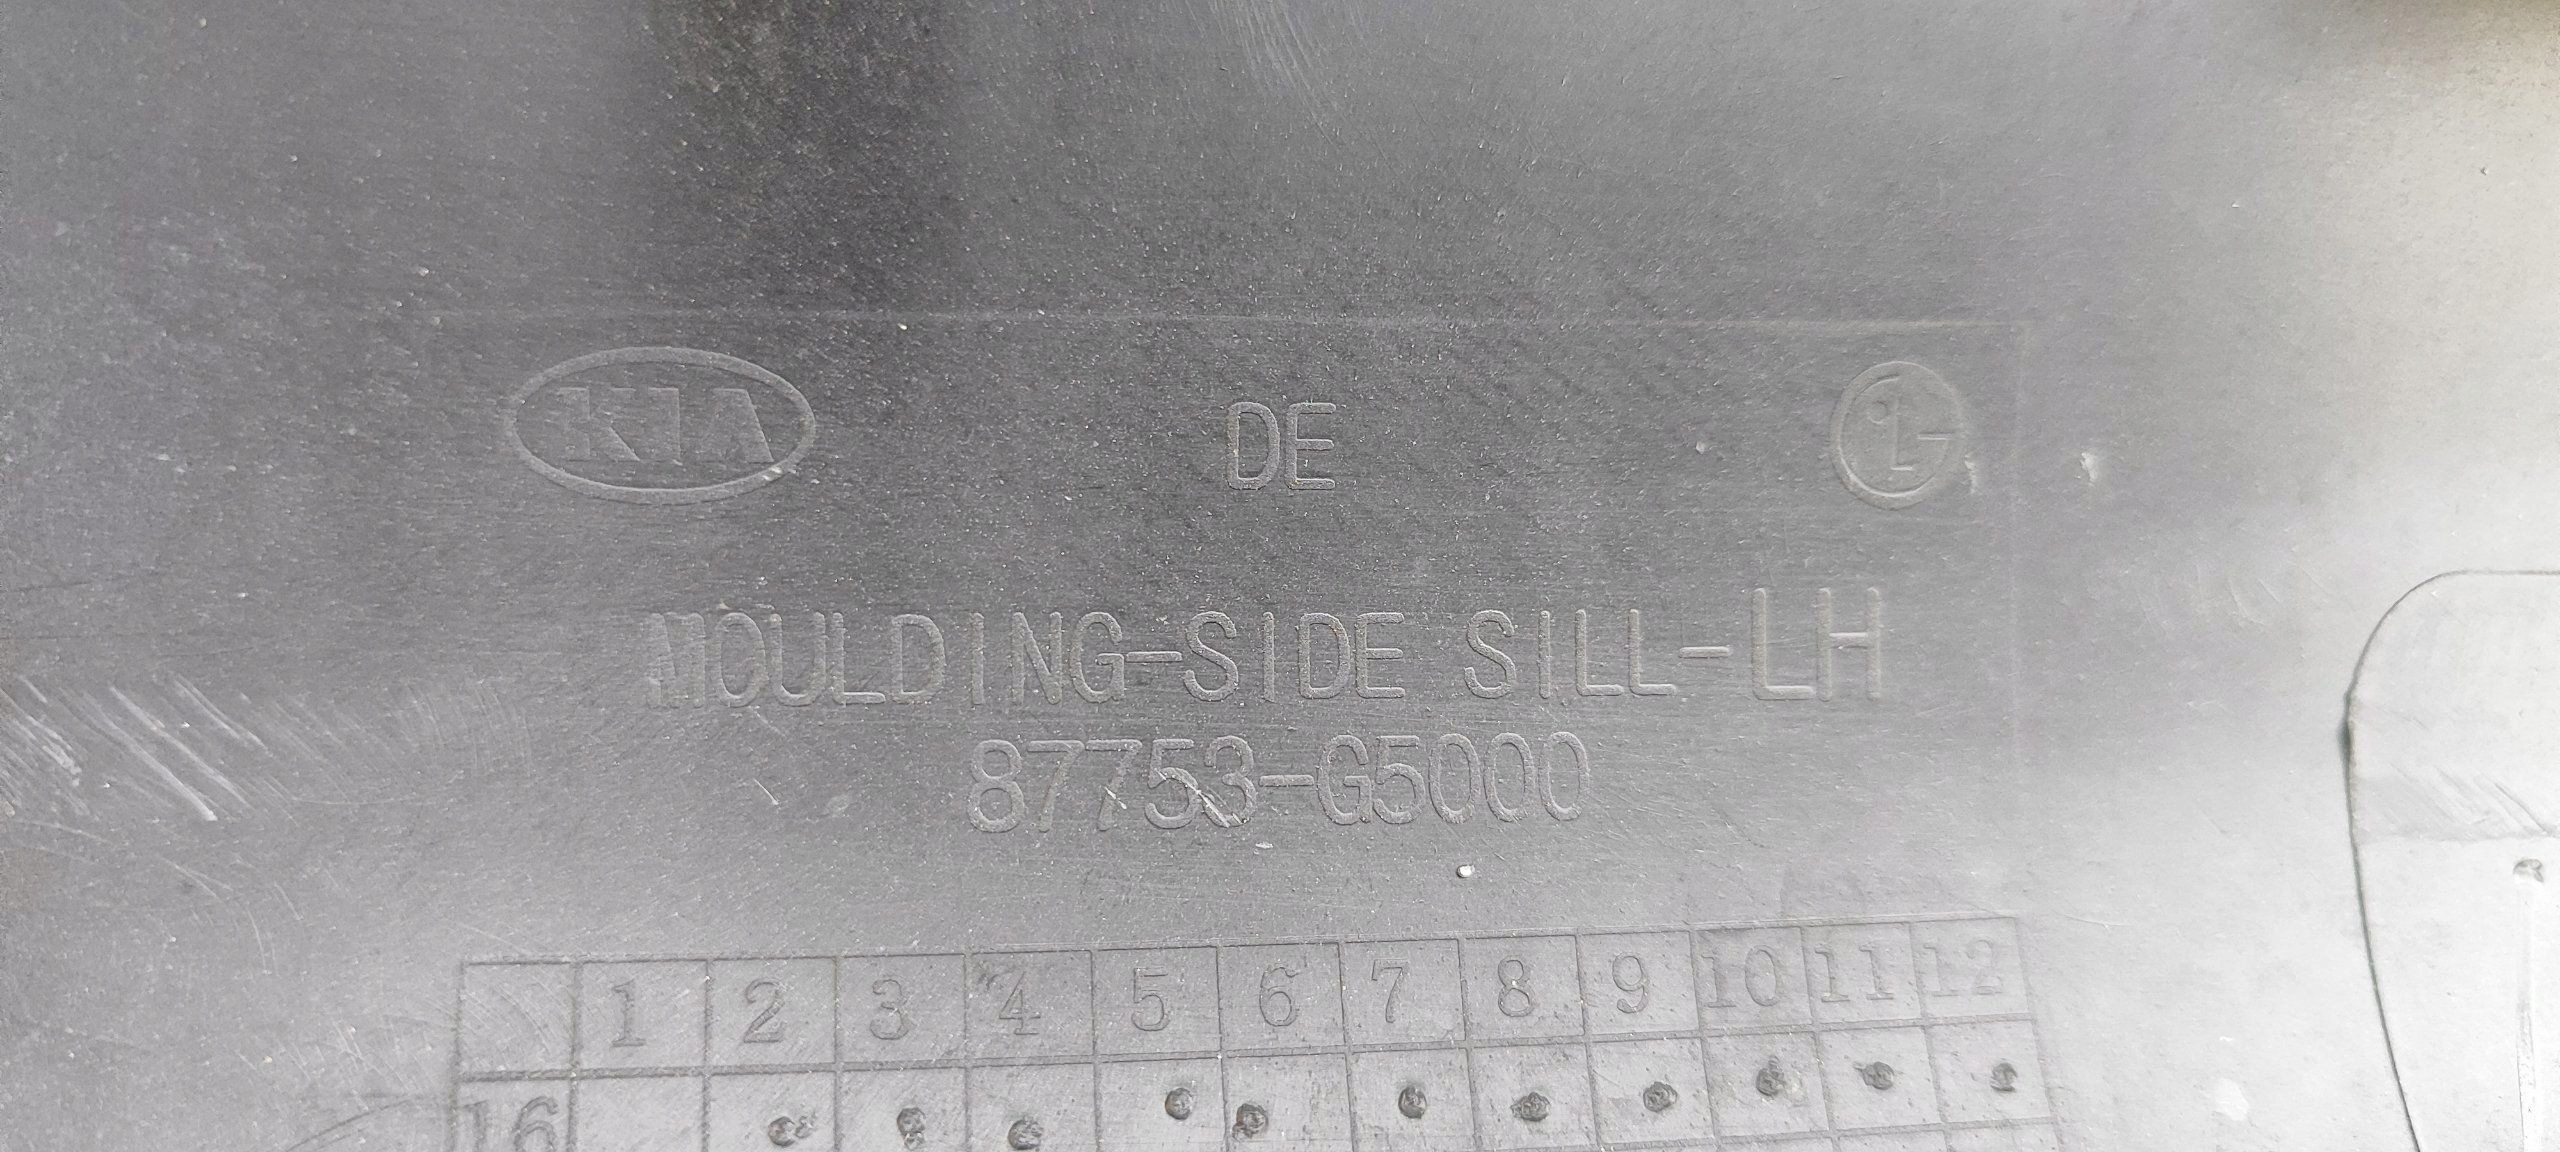 KIA DE LG
MOULDING-SIDE SILL-LH
87753-G5000
1 2 3 4 5 6 7 8 9 10 11 12
16